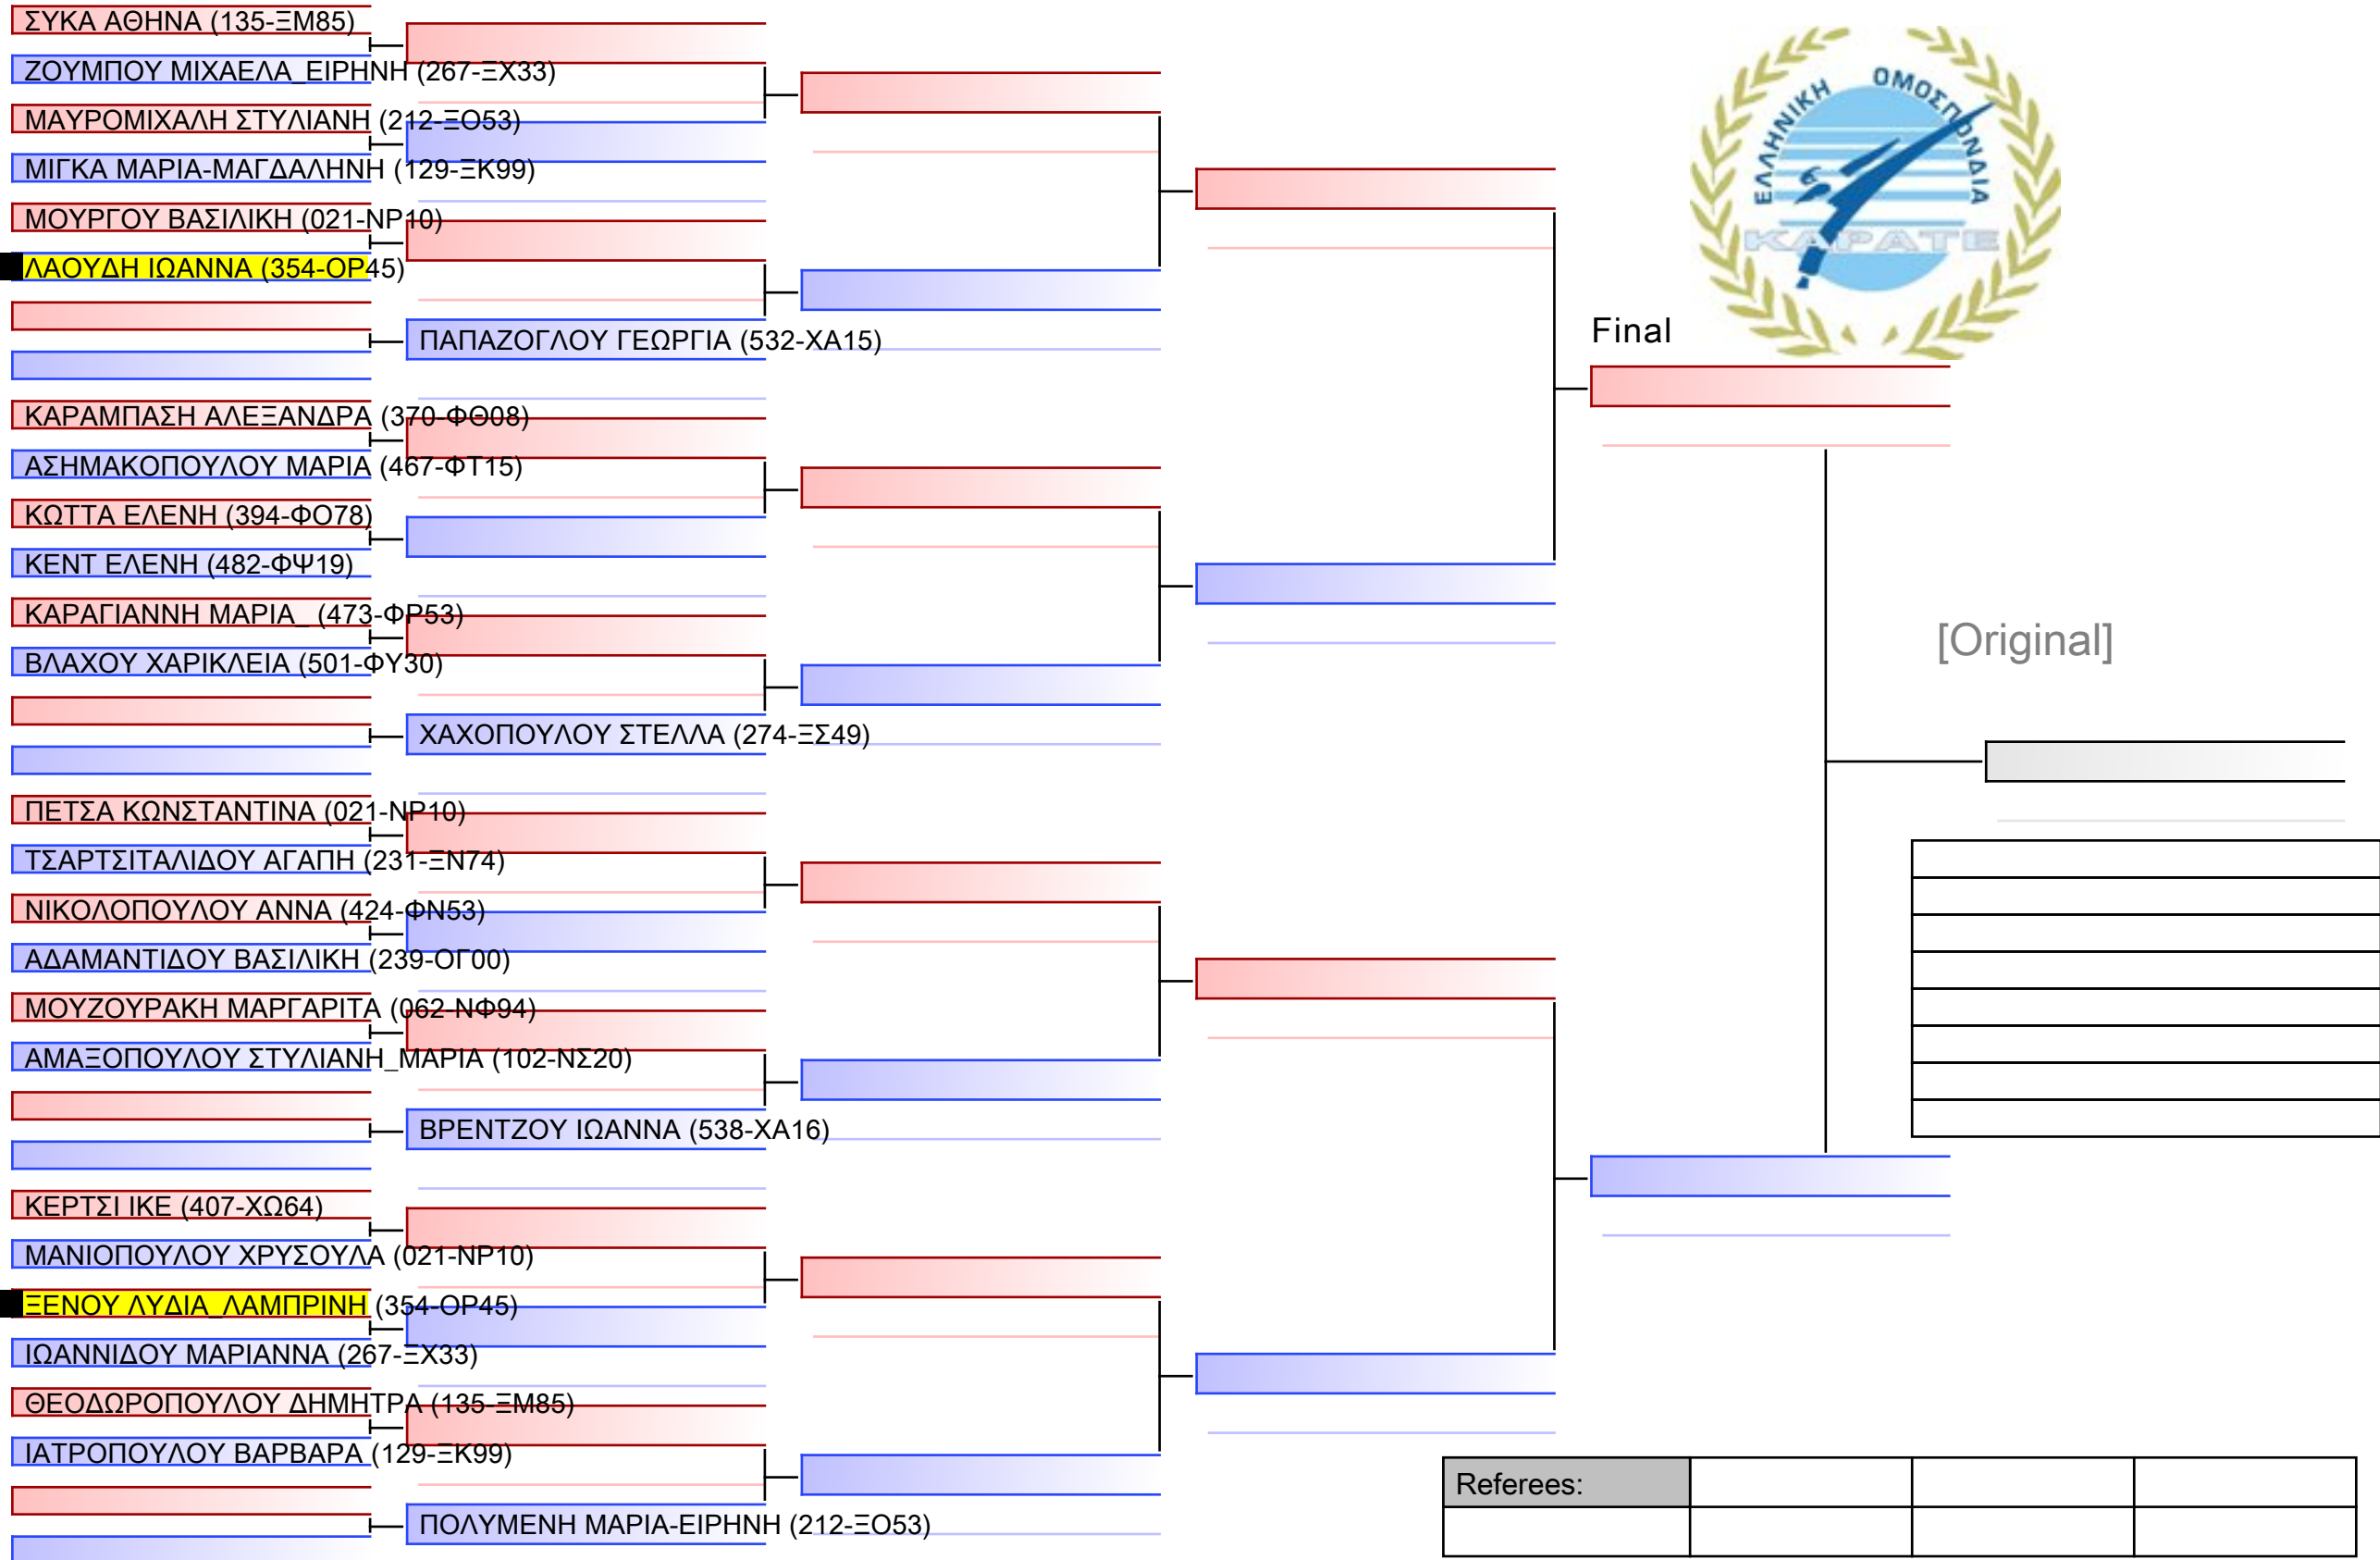 ΣΥΚΑ ΑΘΗΝΑ (135-ΞΜ85)
ΖΟΥΜΠΟΥ ΜΙΧΑΕΛΑ_ΕΙΡΗΝΗ (267-ΞΧ33)
ΜΑΥΡΟΜΙΧΑΛΗ ΣΤΥΛΙΑΝΗ (212-ΞΟ53)
ΜΙΓΚΑ ΜΑΡΙΑ-ΜΑΓΔΑΛΗΝΗ (129-ΞΚ99)
ΜΟΥΡΓΟΥ ΒΑΣΙΛΙΚΗ (021-ΝΡ10)
ΛΑΟΥΔΗ ΙΩΑΝΝΑ (354-ΟΡ45)
ΠΑΠΑΖΟΓΛΟΥ ΓΕΩΡΓΙΑ (532-ΧΑ15)
ΚΑΡΑΜΠΑΣΗ ΑΛΕΞΑΝΔΡΑ (370-ΦΘ08)
ΑΣΗΜΑΚΟΠΟΥΛΟΥ ΜΑΡΙΑ (467-ΦΤ15)
ΚΩΤΤΑ ΕΛΕΝΗ (394-ΦΟ78)
ΚΕΝΤ ΕΛΕΝΗ (482-ΦΨ19)
ΚΑΡΑΓΙΑΝΝΗ ΜΑΡΙΑ_ (473-ΦΡ53)
ΒΛΑΧΟΥ ΧΑΡΙΚΛΕΙΑ (501-ΦΥ30)
ΧΑΧΟΠΟΥΛΟΥ ΣΤΕΛΛΑ (274-ΞΣ49)
ΠΕΤΣΑ ΚΩΝΣΤΑΝΤΙΝΑ (021-ΝΡ10)
ΤΣΑΡΤΣΙΤΑΛΙΔΟΥ ΑΓΑΠΗ (231-ΞΝ74)
ΝΙΚΟΛΟΠΟΥΛΟΥ ΑΝΝΑ (424-ΦΝ53)
ΑΔΑΜΑΝΤΙΔΟΥ ΒΑΣΙΛΙΚΗ (239-ΟΓ00)
ΜΟΥΖΟΥΡΑΚΗ ΜΑΡΓΑΡΙΤΑ (062-ΝΦ94)
ΑΜΑΞΟΠΟΥΛΟΥ ΣΤΥΛΙΑΝΗ_ΜΑΡΙΑ (102-ΝΣ20)
ΒΡΕΝΤΖΟΥ ΙΩΑΝΝΑ (538-ΧΑ16)
ΚΕΡΤΣΙ ΙΚΕ (407-ΧΩ64)
ΜΑΝΙΟΠΟΥΛΟΥ ΧΡΥΣΟΥΛΑ (021-ΝΡ10)
ΞΕΝΟΥ ΛΥΔΙΑ_ΛΑΜΠΡΙΝΗ (354-ΟΡ45)
ΙΩΑΝΝΙΔΟΥ ΜΑΡΙΑΝΝΑ (267-ΞΧ33)
ΘΕΟΔΩΡΟΠΟΥΛΟΥ ΔΗΜΗΤΡΑ (135-ΞΜ85)
ΙΑΤΡΟΠΟΥΛΟΥ ΒΑΡΒΑΡΑ (129-ΞΚ99)
ΠΟΛΥΜΕΝΗ ΜΑΡΙΑ-ΕΙΡΗΝΗ (212-ΞΟ53)
ΕΛΛΗΝΙΚΗ ΟΜΟΣΠΟΝΔΙΑ
ΚΑΡΑΤΕ
Final
[Original]
Referees: